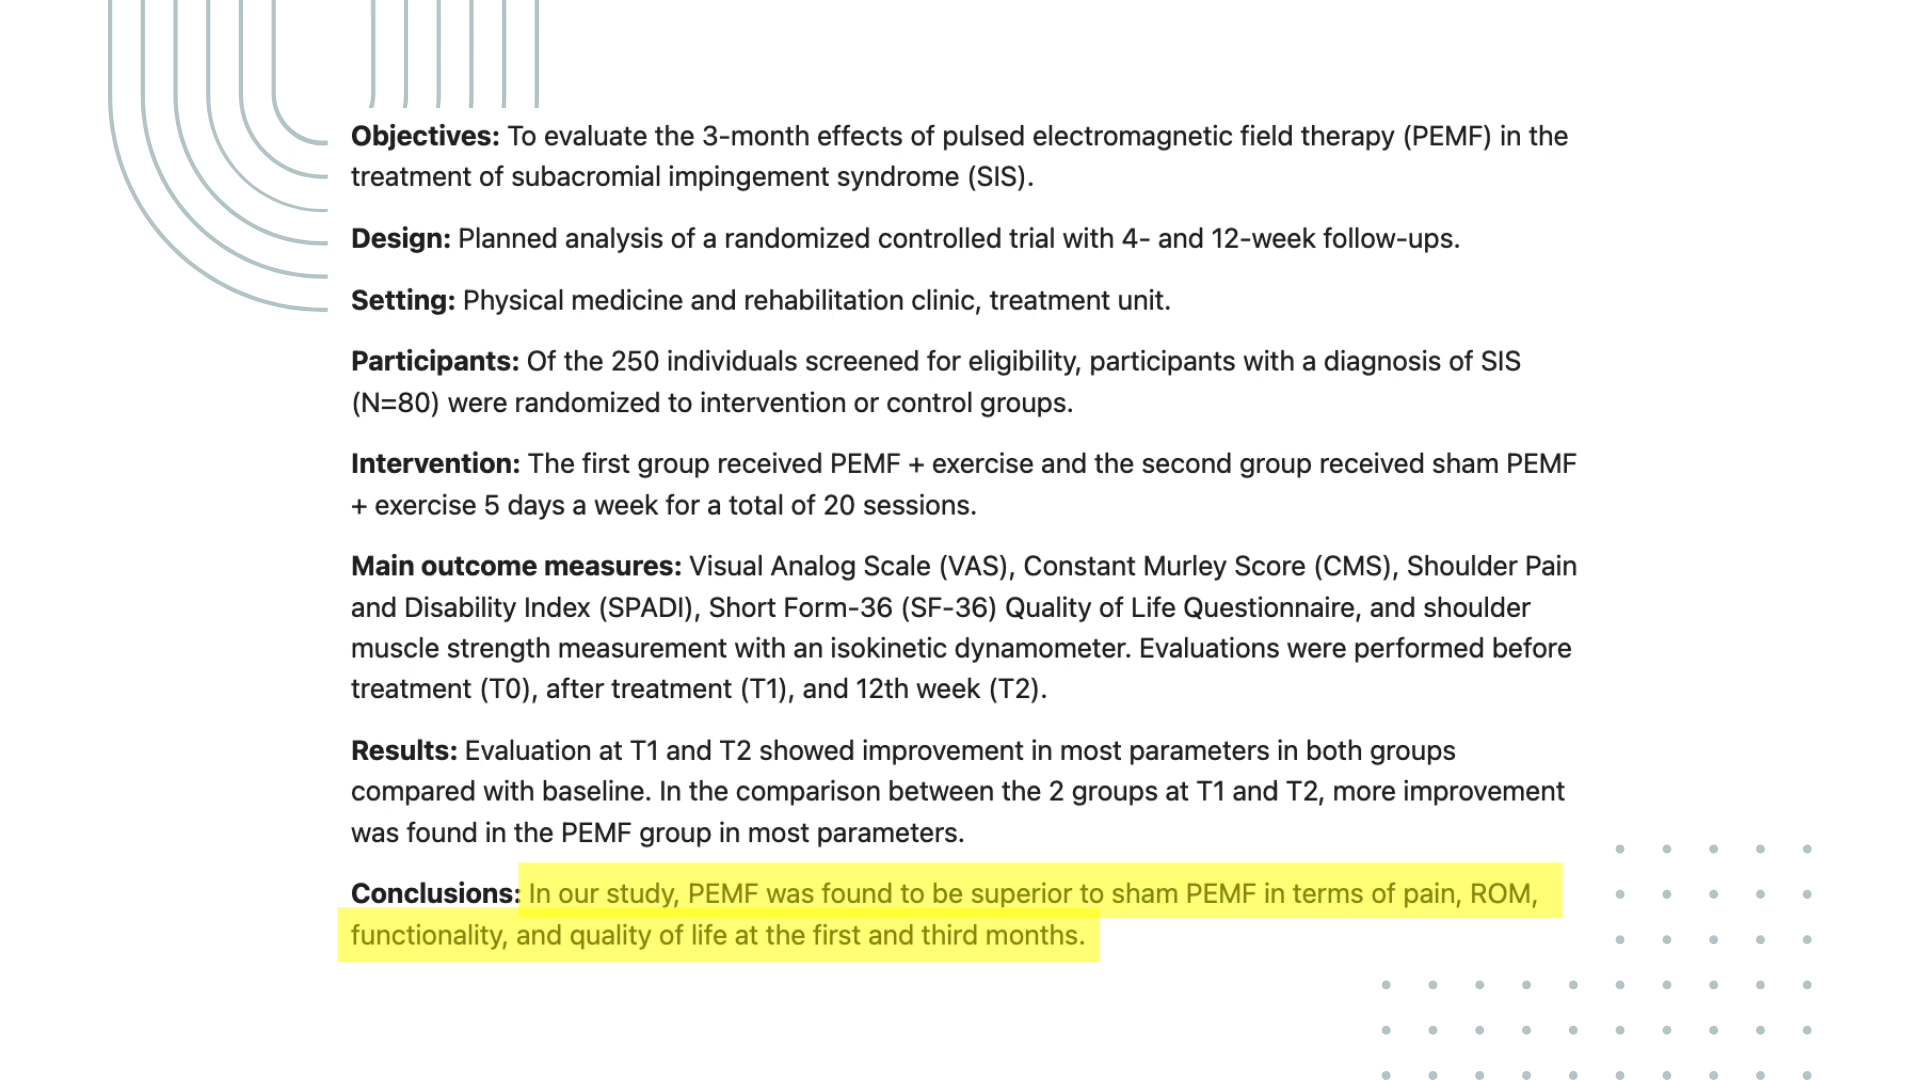 Objectives: To evaluate the 3-month effects of pulsed electromagnetic field therapy (PEMF) in the
treatment of subacromial impingement syndrome (SIS).
Design: Planned analysis of a randomized controlled trial with 4- and 12-week follow-ups.
Setting: Physical medicine and rehabilitation clinic, treatment unit.
Participants: Of the 250 individuals screened for eligibility, participants with a diagnosis of SIS
(N=80) were randomized to intervention or control groups.
Intervention: The first group received PEMF + exercise and the second group received sham PEMF
+ exercise 5 days a week for a total of 20 sessions.
Main outcome measures: Visual Analog Scale (VAS), Constant Murley Score (CMS), Shoulder Pain
and Disability Index (SPADI), Short Form-36 (SF-36) Quality of Life Questionnaire, and shoulder
muscle strength measurement with an isokinetic dynamometer. Evaluations were performed before
treatment (T0), after treatment (T1), and 12th week (T2).
Results: Evaluation at T1 and T2 showed improvement in most parameters in both groups
compared with baseline. In the comparison between the 2 groups at T1 and T2, more improvement
was found in the PEMF group in most parameters.
Conclusions: In our study, PEMF was found to be superior to sham PEMF in terms of pain, ROM,
functionality, and quality of life at the first and third months.